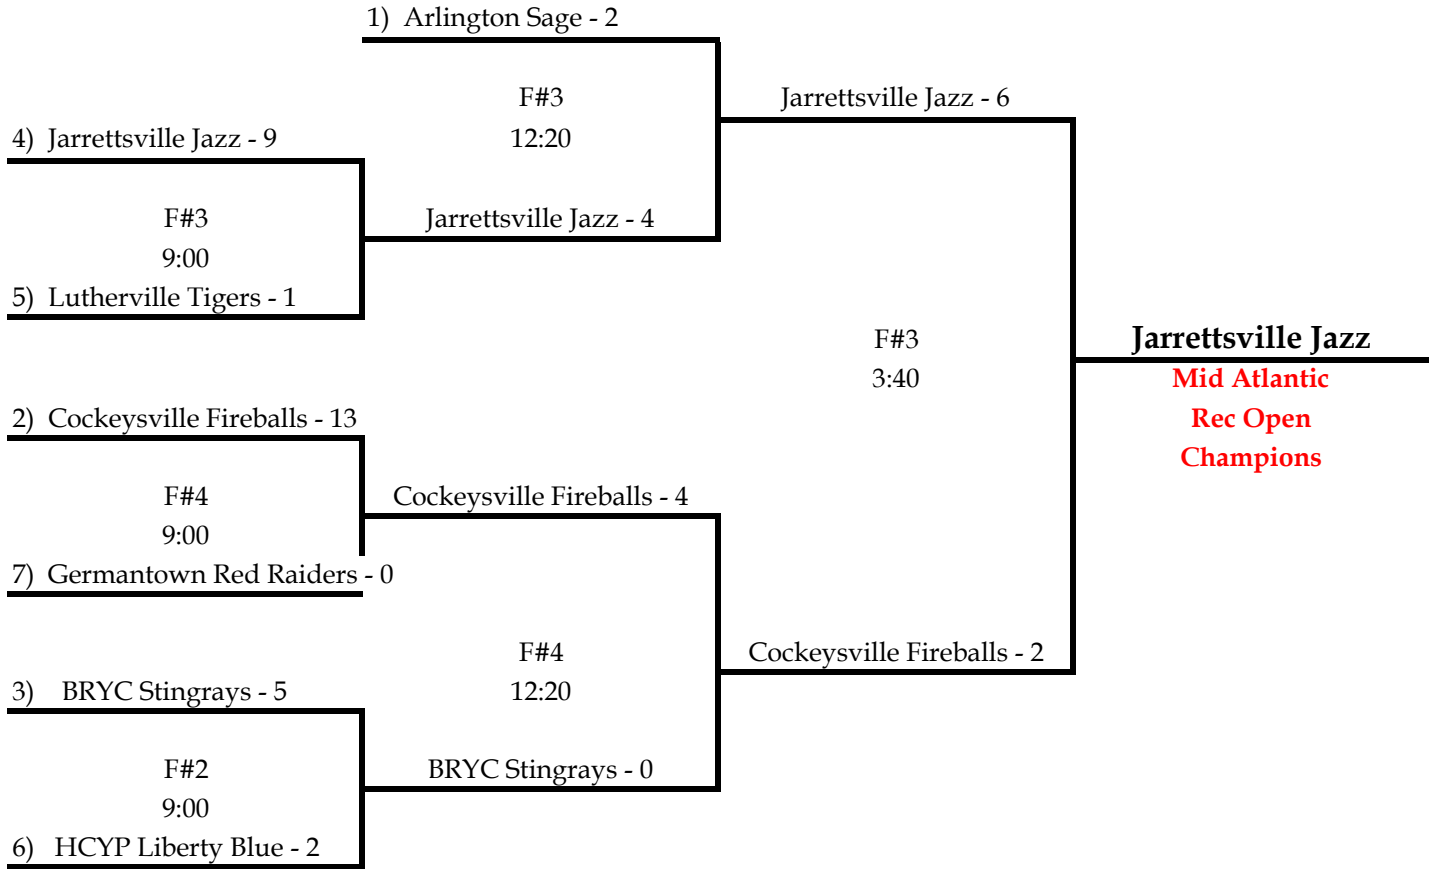 1) Arlington Sage - 2
F#3
Jarrettsville Jazz - 6
4) Jarrettsville Jazz - 9
12:20
F#3
Jarrettsville Jazz - 4
9:00
5) Lutherville Tigers - 1
F#3
Jarrettsville Jazz
3:40
Mid Atlantic
Rec Open
Champions
2) Cockeysville Fireballs - 13
F#4
Cockeysville Fireballs - 4
9:00
7) Germantown Red Raiders - 0
F#4
Cockeysville Fireballs - 2
3) BRYC Stingrays - 5
12:20
F#2
BRYC Stingrays - 0
9:00
6) HCYP Liberty Blue - 2